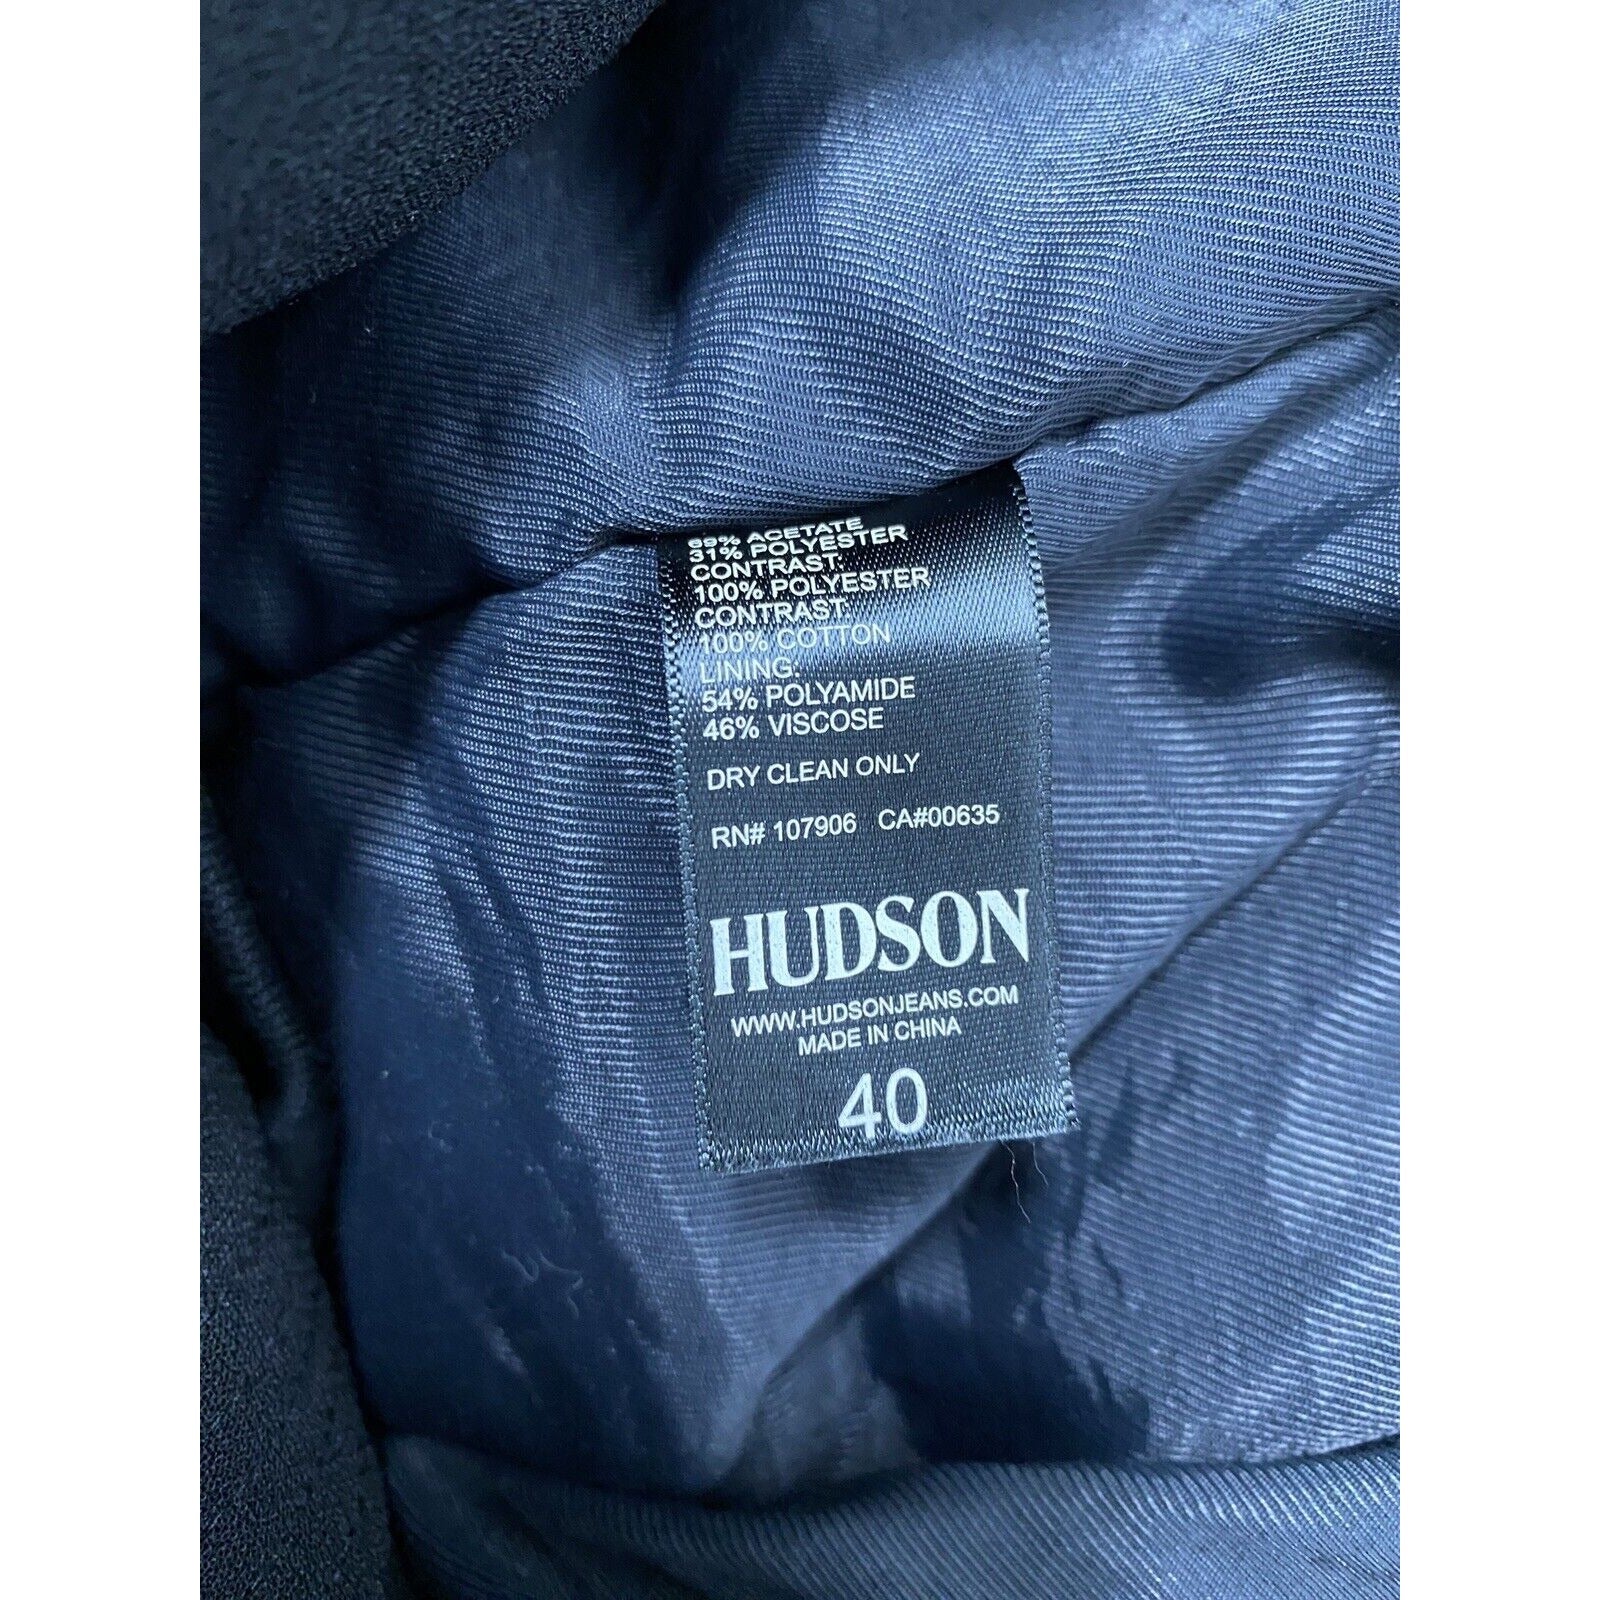 69% ACETATE
31% POLYESTER
CONTRAST:
100% POLYESTER
CONTRAST:
100% COTTON
LINING:
54% POLYAMIDE
46% VISCOSE
DRY CLEAN ONLY
RN# 107906 CA#00635
HUDSON
WWW.HUDSONJEANS.COM
MADE IN CHINA
40